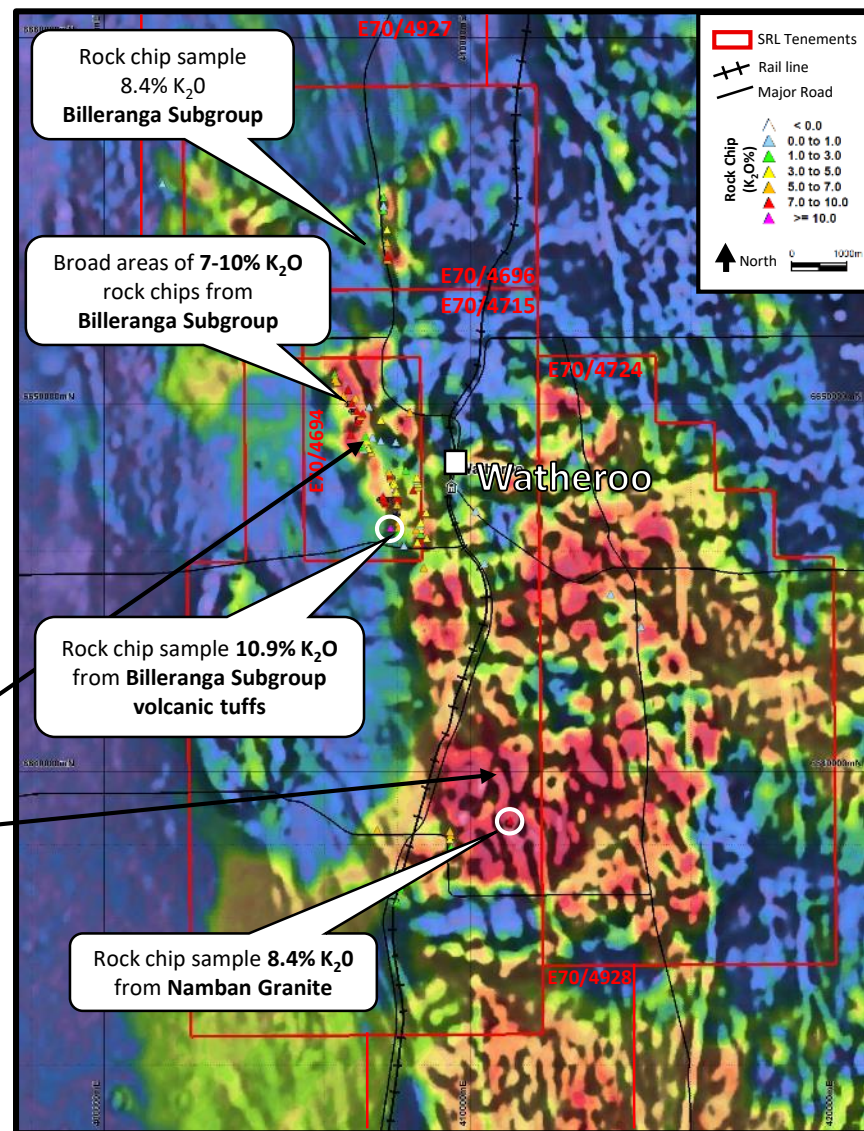 E70/4927
Rock chip sample
8.4% K₂0
Billeranga Subgroup
SRL Tenements
Rail line
Major Road
Rock Chip
(K₂O%)
< 0.0
0.0 to 1.0
1.0 to 3.0
3.0 to 5.0
5.0 to 7.0
7.0 to 10.0
>= 10.0
North
0 1000m
Broad areas of 7-10% K₂O
rock chips from
Billeranga Subgroup
E70/4696
E70/4715
E70/4724
6650000mN
6650000mN
E70/4694
Watheroo
Rock chip sample 10.9% K₂O
from Billeranga Subgroup
volcanic tuffs
6640000mN
6640000mN
Rock chip sample 8.4% K₂0
from Namban Granite
E70/4928
400000mE
410000mE
420000mE